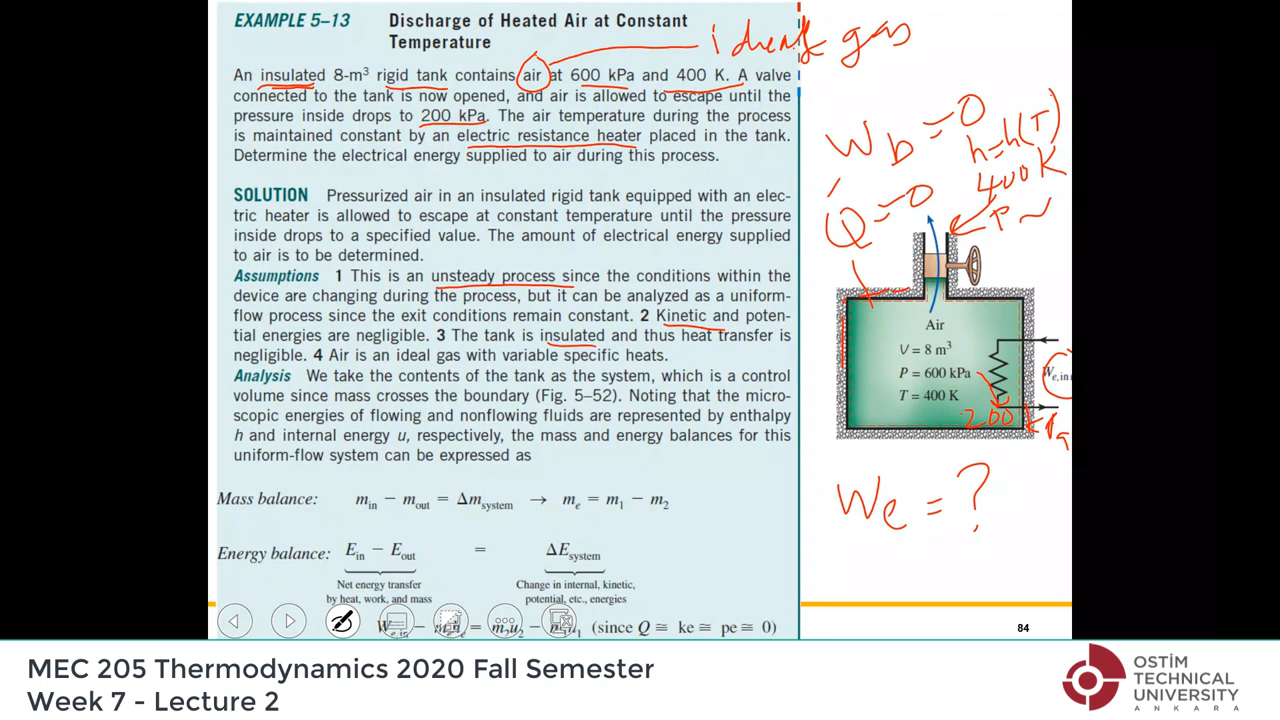 EXAMPLE 5–13 Discharge of Heated Air at Constant
Temperature
ideal gas
An insulated 8-m³ rigid tank contains air at 600 kPa and 400 K. A valve
connected to the tank is now opened, and air is allowed to escape until the
pressure inside drops to 200 kPa. The air temperature during the process
is maintained constant by an electric resistance heater placed in the tank.
Determine the electrical energy supplied to air during this process.
SOLUTION Pressurized air in an insulated rigid tank equipped with an elec-
tric heater is allowed to escape at constant temperature until the pressure
inside drops to a specified value. The amount of electrical energy supplied
to air is to be determined.
Assumptions 1 This is an unsteady process since the conditions within the
device are changing during the process, but it can be analyzed as a uniform-
flow process since the exit conditions remain constant. 2 Kinetic and poten-
tial energies are negligible. 3 The tank is insulated and thus heat transfer is
negligible. 4 Air is an ideal gas with variable specific heats.
Analysis We take the contents of the tank as the system, which is a control
volume since mass crosses the boundary (Fig. 5–52). Noting that the micro-
scopic energies of flowing and nonflowing fluids are represented by enthalpy
h and internal energy u, respectively, the mass and energy balances for this
uniform-flow system can be expressed as
Mass balance: m_in − m_out = Δm_system → m_e = m_1 − m_2
Energy balance: E_in − E_out = ΔE_system
Net energy transfer
by heat, work, and mass
Change in internal, kinetic,
potential, etc., energies
= m_2u_2 − m_1u_1 (since Q ≅ ke ≅ pe ≅ 0)
W_b = 0
h = h(T)
400 K
Q = 0
P ~
Air
V = 8 m³
P = 600 kPa
T = 400 K
W_e,in
200 kPa
We = ?
84
MEC 205 Thermodynamics 2020 Fall Semester
Week 7 - Lecture 2
OSTİM
TECHNICAL
UNIVERSITY
ANKARA